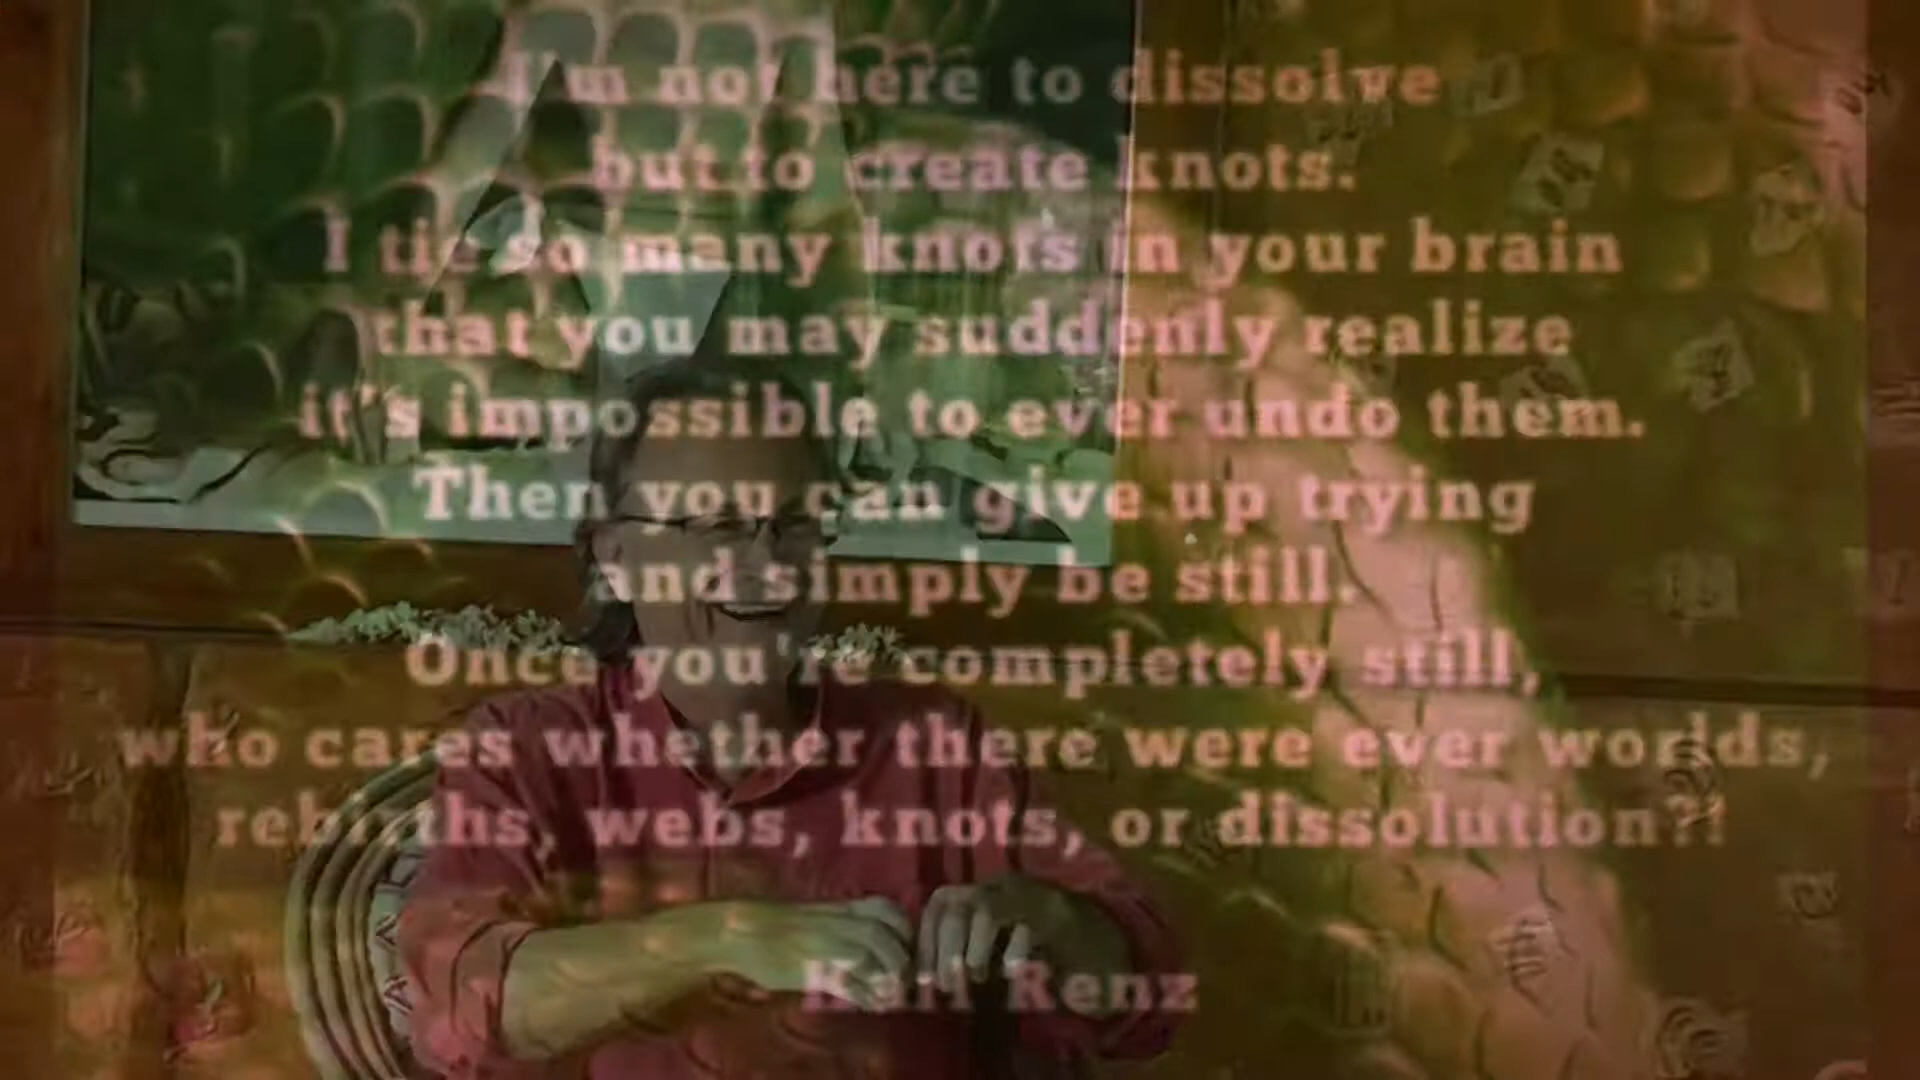 I'm not here to dissolve
but to create knots.
I tie so many knots in your brain
that you may suddenly realize
it's impossible to ever undo them.
Then you can give up trying
and simply be still.
Once you're completely still,
who cares whether there were ever worlds,
rebirths, webs, knots, or dissolution?!
Karl Renz